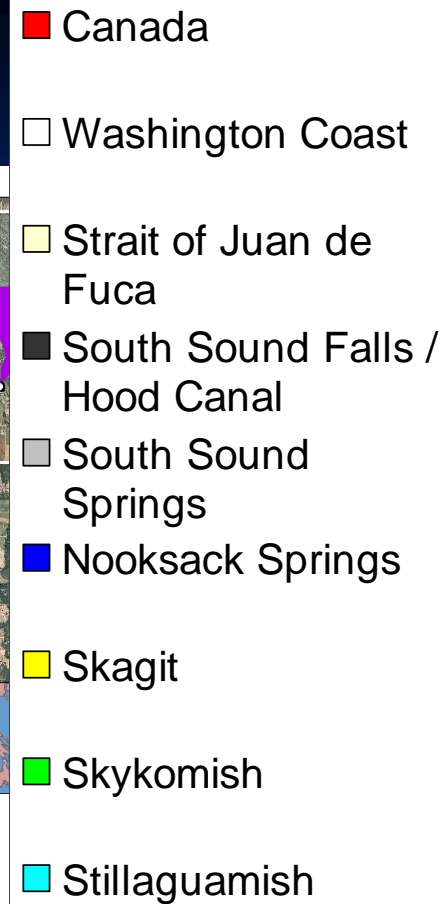 Canada
Washington Coast
Strait of Juan de
Fuca
South Sound Falls /
Hood Canal
South Sound
Springs
Nooksack Springs
Skagit
Skykomish
Stillaguamish